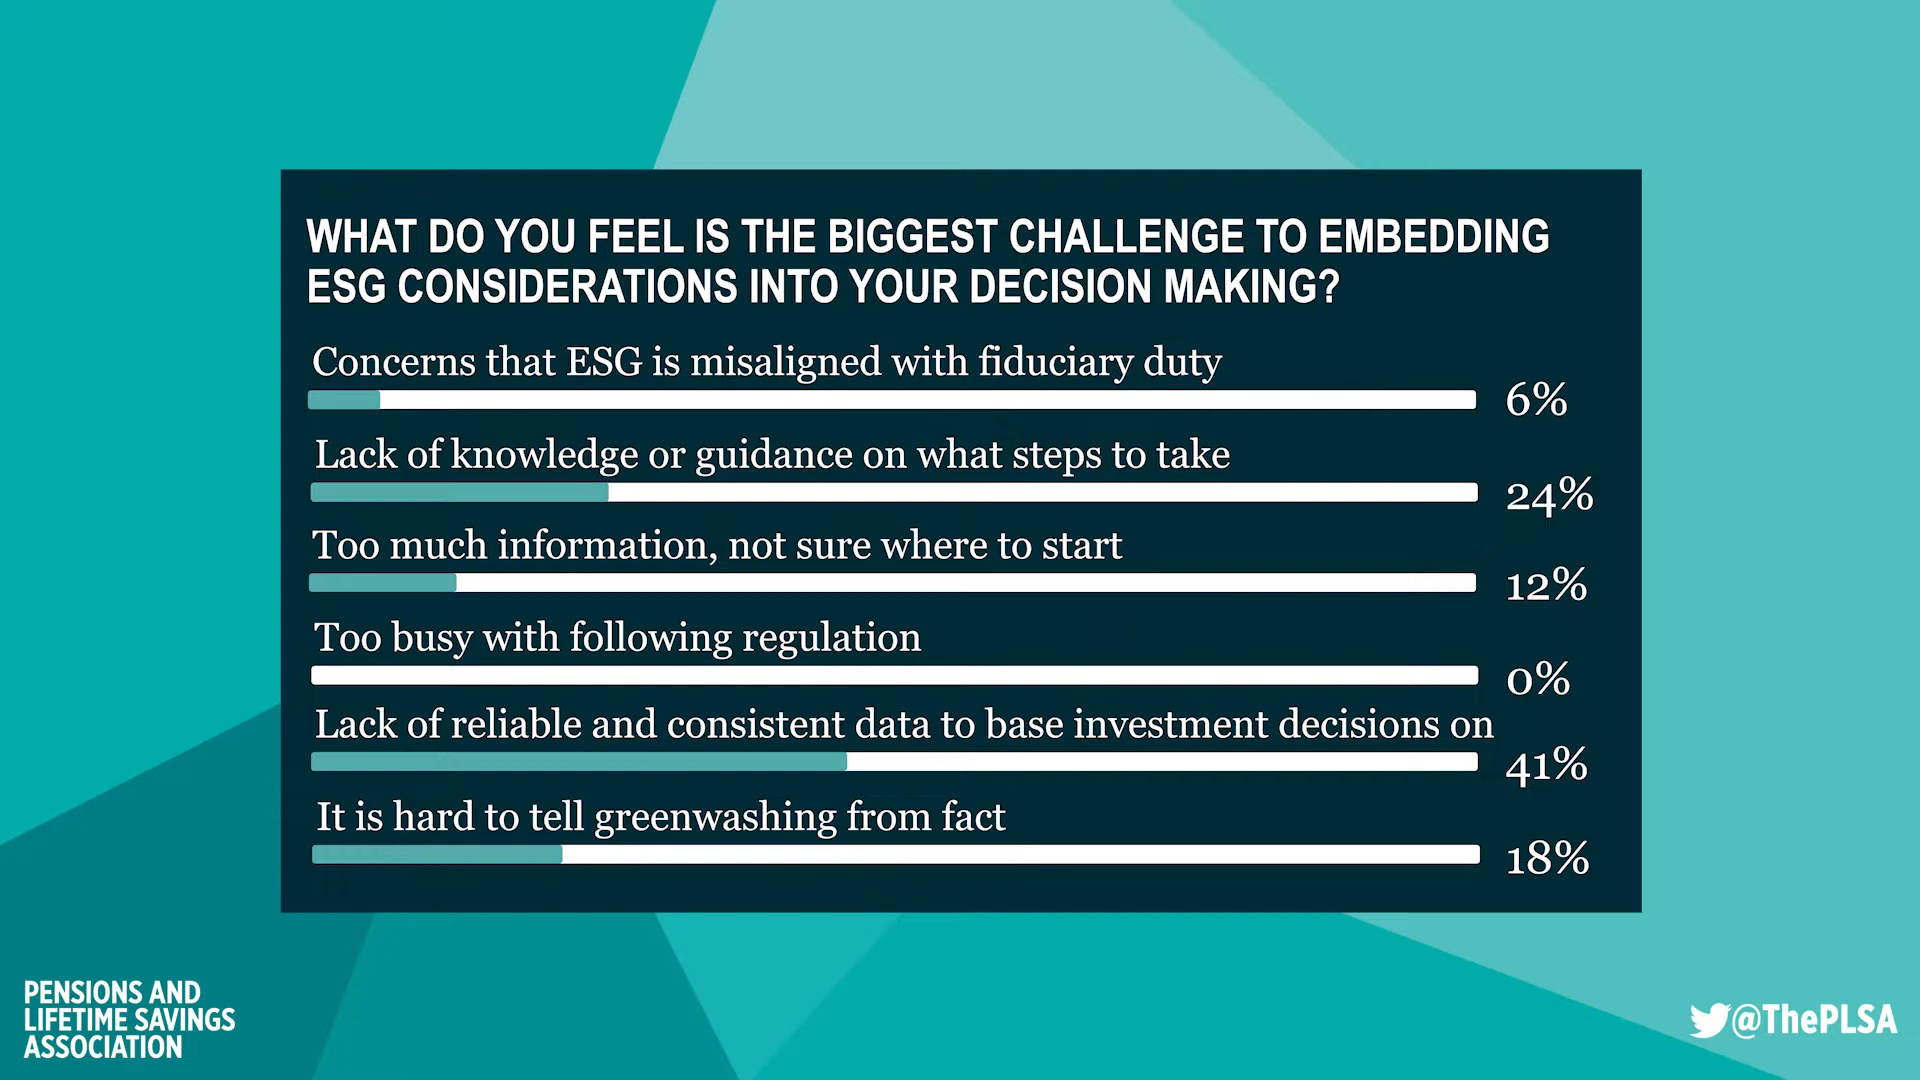 WHAT DO YOU FEEL IS THE BIGGEST CHALLENGE TO EMBEDDING
ESG CONSIDERATIONS INTO YOUR DECISION MAKING?
Concerns that ESG is misaligned with fiduciary duty
6%
Lack of knowledge or guidance on what steps to take
24%
Too much information, not sure where to start
12%
Too busy with following regulation
0%
Lack of reliable and consistent data to base investment decisions on
41%
It is hard to tell greenwashing from fact
18%
PENSIONS AND
LIFETIME SAVINGS
ASSOCIATION
@ThePLSA